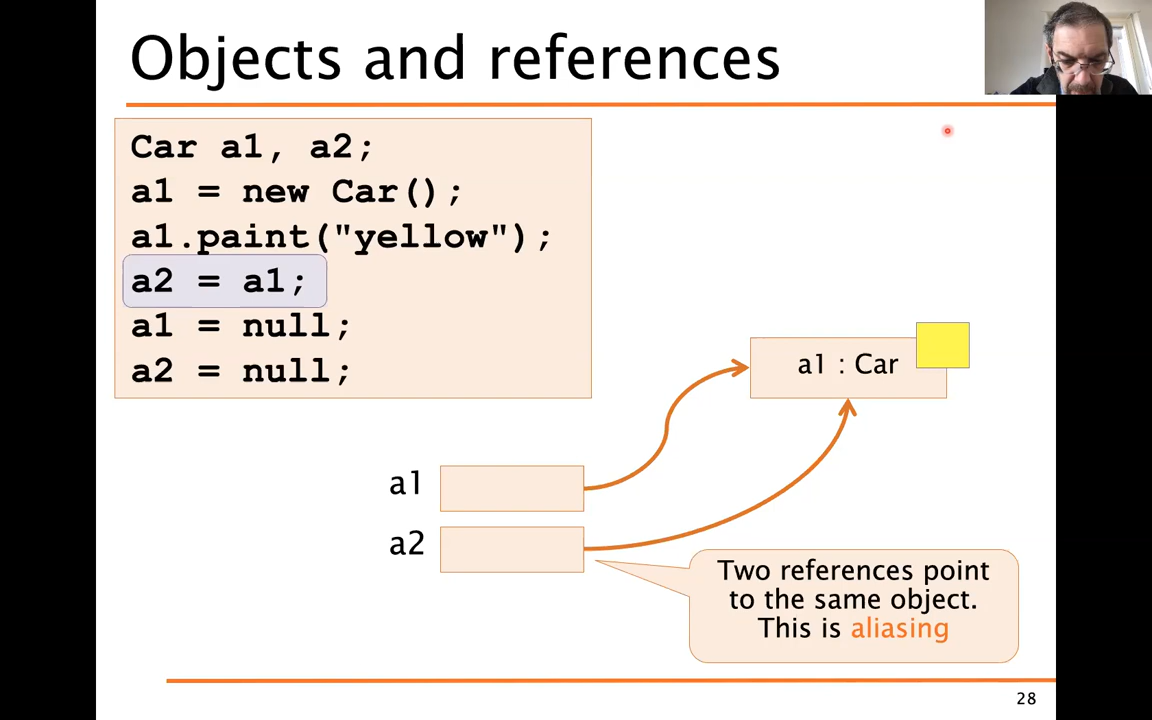 Objects and references
Car a1, a2;
a1 = new Car();
a1.paint("yellow");
a2 = a1;
a1 = null;
a2 = null;
a1 : Car
a1
a2
Two references point
to the same object.
This is aliasing
28